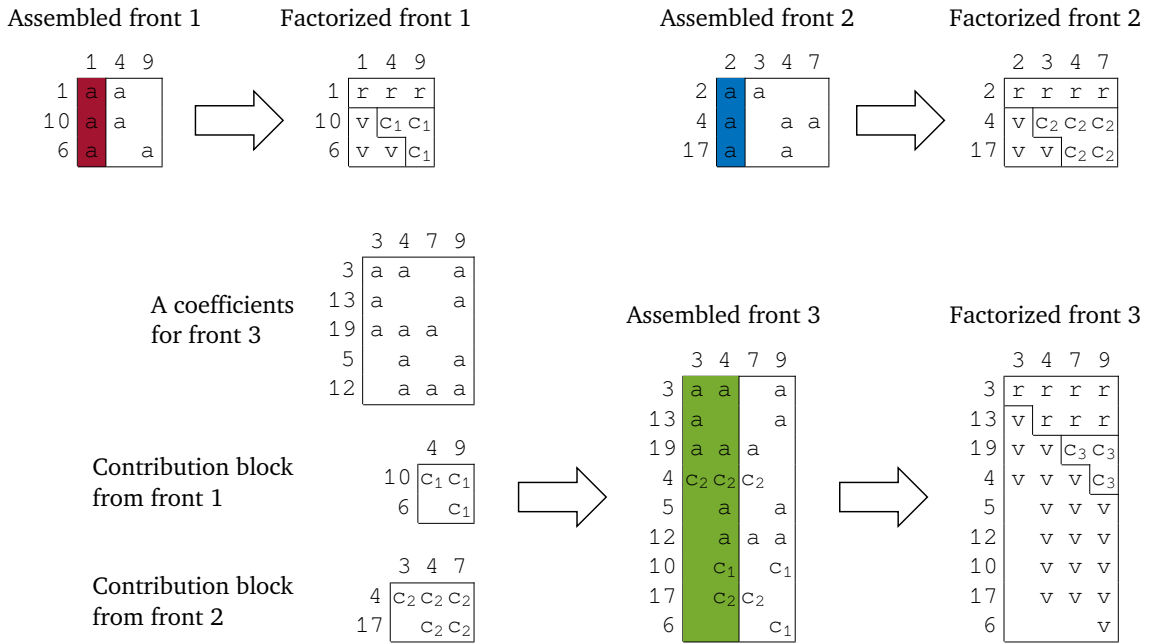 Assembled front 1
Factorized front 1
Assembled front 2
Factorized front 2
1 4 9
1 a a
10 a a
6 a a
1 4 9
1 r r r
10 v c₁ c₁
6 v v c₁
2 3 4 7
2 a a
4 a a a
17 a a
2 3 4 7
2 r r r r
4 v c₂ c₂ c₂
17 v v c₂ c₂
A coefficients
for front 3
3 4 7 9
3 a a a
13 a a
19 a a a
5 a a
12 a a a
Contribution block
from front 1
4 9
10 c₁ c₁
6 c₁
Contribution block
from front 2
3 4 7
4 c₂ c₂ c₂
17 c₂ c₂
Assembled front 3
3 4 7 9
3 a a a
13 a a
19 a a a
4 c₂ c₂ c₂
5 a a
12 a a a
10 c₁ c₁
17 c₂ c₂
6 c₁
Factorized front 3
3 4 7 9
3 r r r r
13 v r r r
19 v v c₃ c₃
4 v v v c₃
5 v v v
12 v v v
10 v v v
17 v v v
6 v